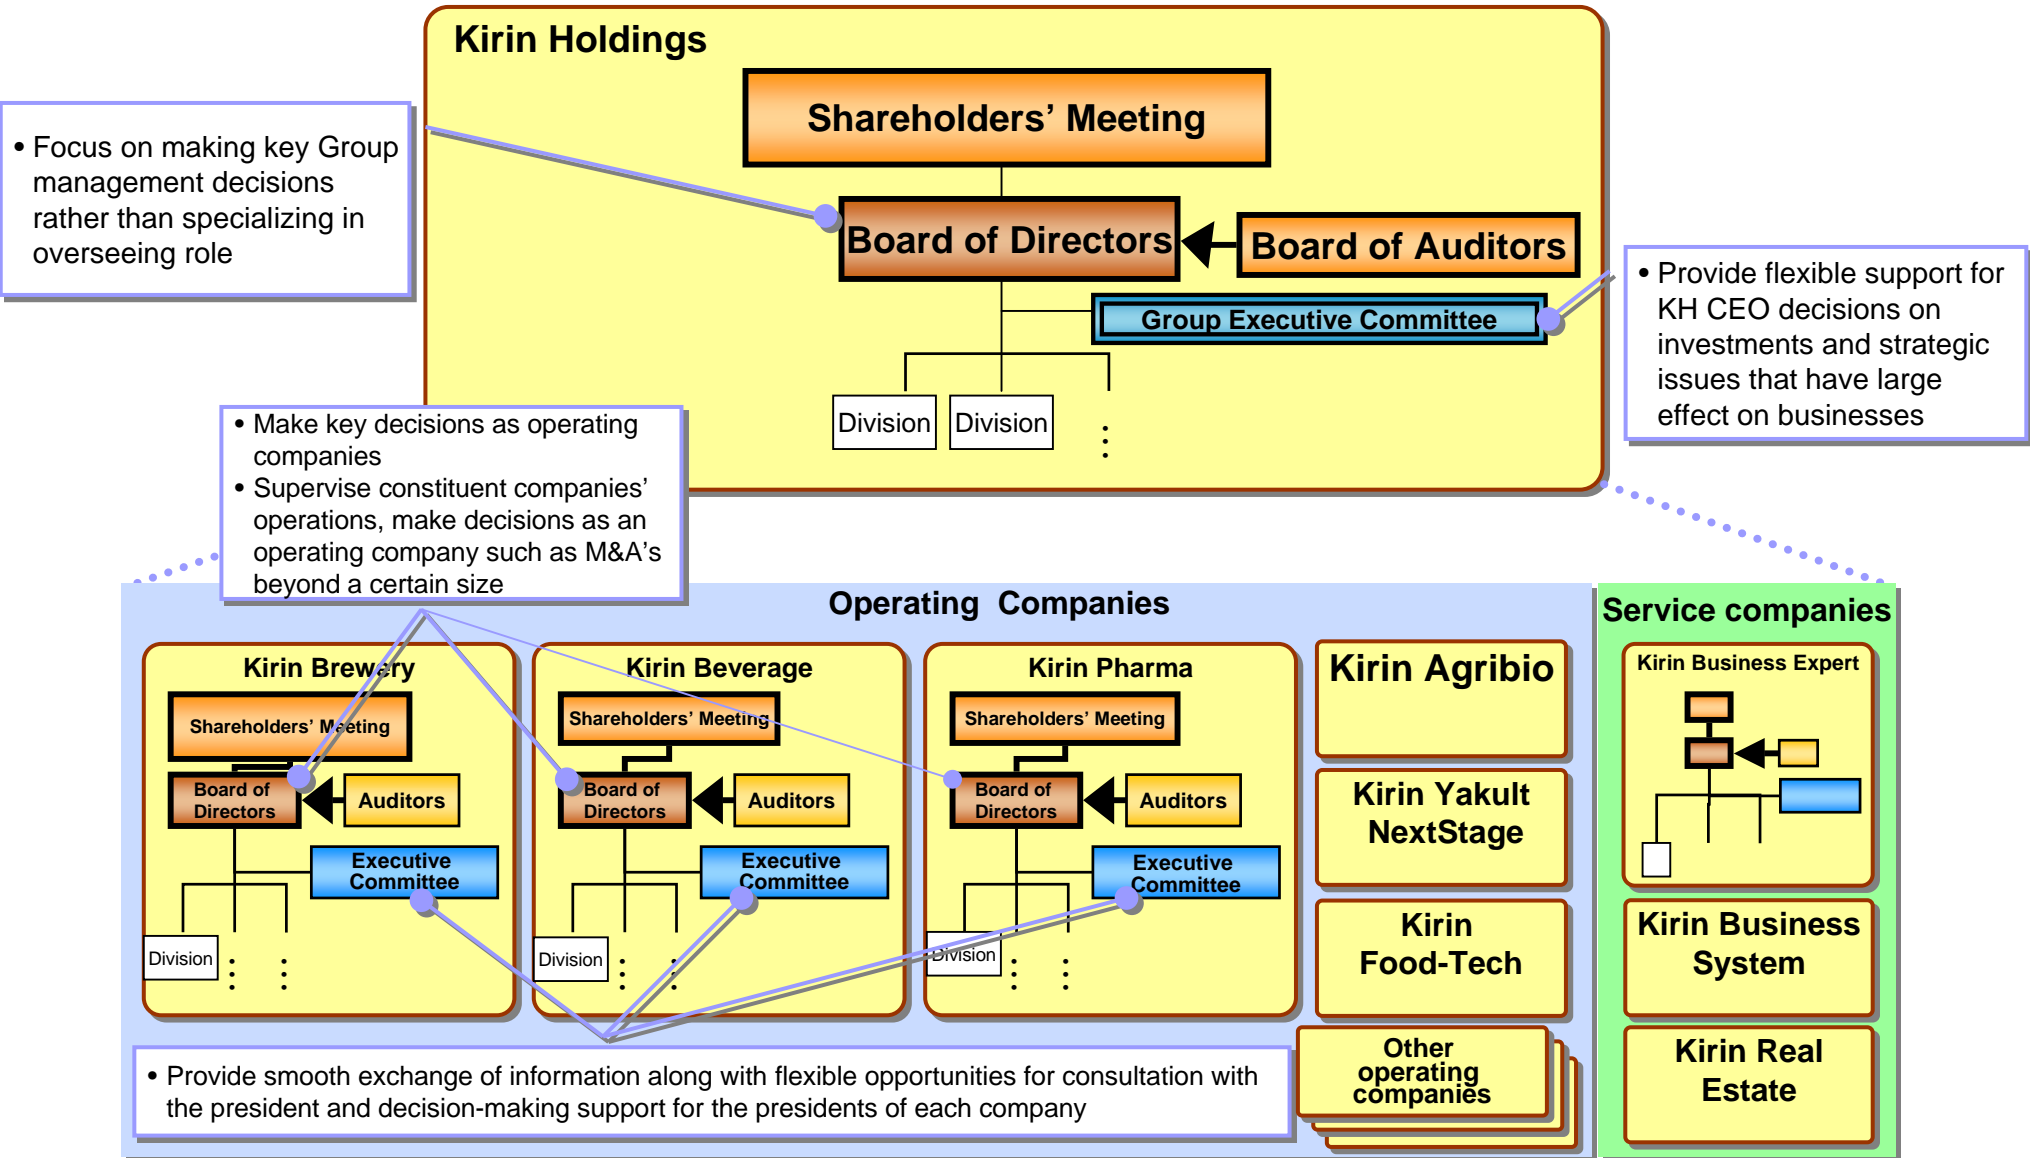 Kirin Holdings
Shareholders’ Meeting
• Focus on making key Group
management decisions
rather than specializing in
overseeing role
Board of Directors
Board of Auditors
Group Executive Committee
• Provide flexible support for
KH CEO decisions on
investments and strategic
issues that have large
effect on businesses
Division
Division
⋮
• Make key decisions as operating
companies
• Supervise constituent companies’
operations, make decisions as an
operating company such as M&A’s
beyond a certain size
Operating Companies
Kirin Brewery
Shareholders’ Meeting
Board of
Directors
Auditors
Executive
Committee
Division
⋮ ⋮
Kirin Beverage
Shareholders’ Meeting
Board of
Directors
Auditors
Executive
Committee
Division
⋮ ⋮
Kirin Pharma
Shareholders’ Meeting
Board of
Directors
Auditors
Executive
Committee
Division
⋮ ⋮
Kirin Agribio
Kirin Yakult
NextStage
Kirin
Food-Tech
Other
operating
companies
• Provide smooth exchange of information along with flexible opportunities for consultation with
the president and decision-making support for the presidents of each company
Service companies
Kirin Business Expert
Kirin Business
System
Kirin Real
Estate